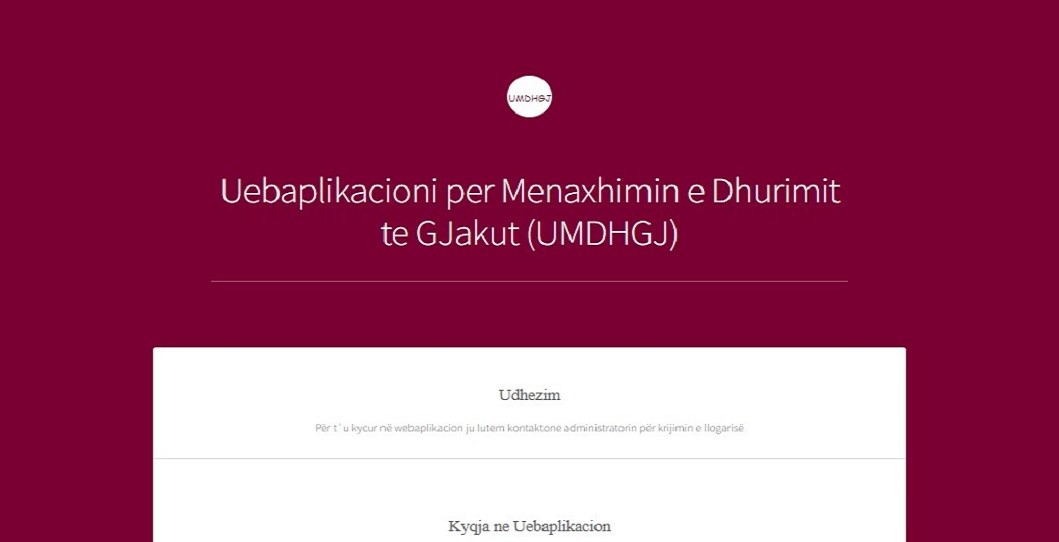 UMDHGJ
Uebaplikacioni per Menaxhimin e Dhurimit
te GJakut (UMDHGJ)
Udhezim
Për t`u kycur në webaplikacion ju lutem kontaktone administratorin për krijimin e llogarisë
Kyqja ne Uebaplikacion